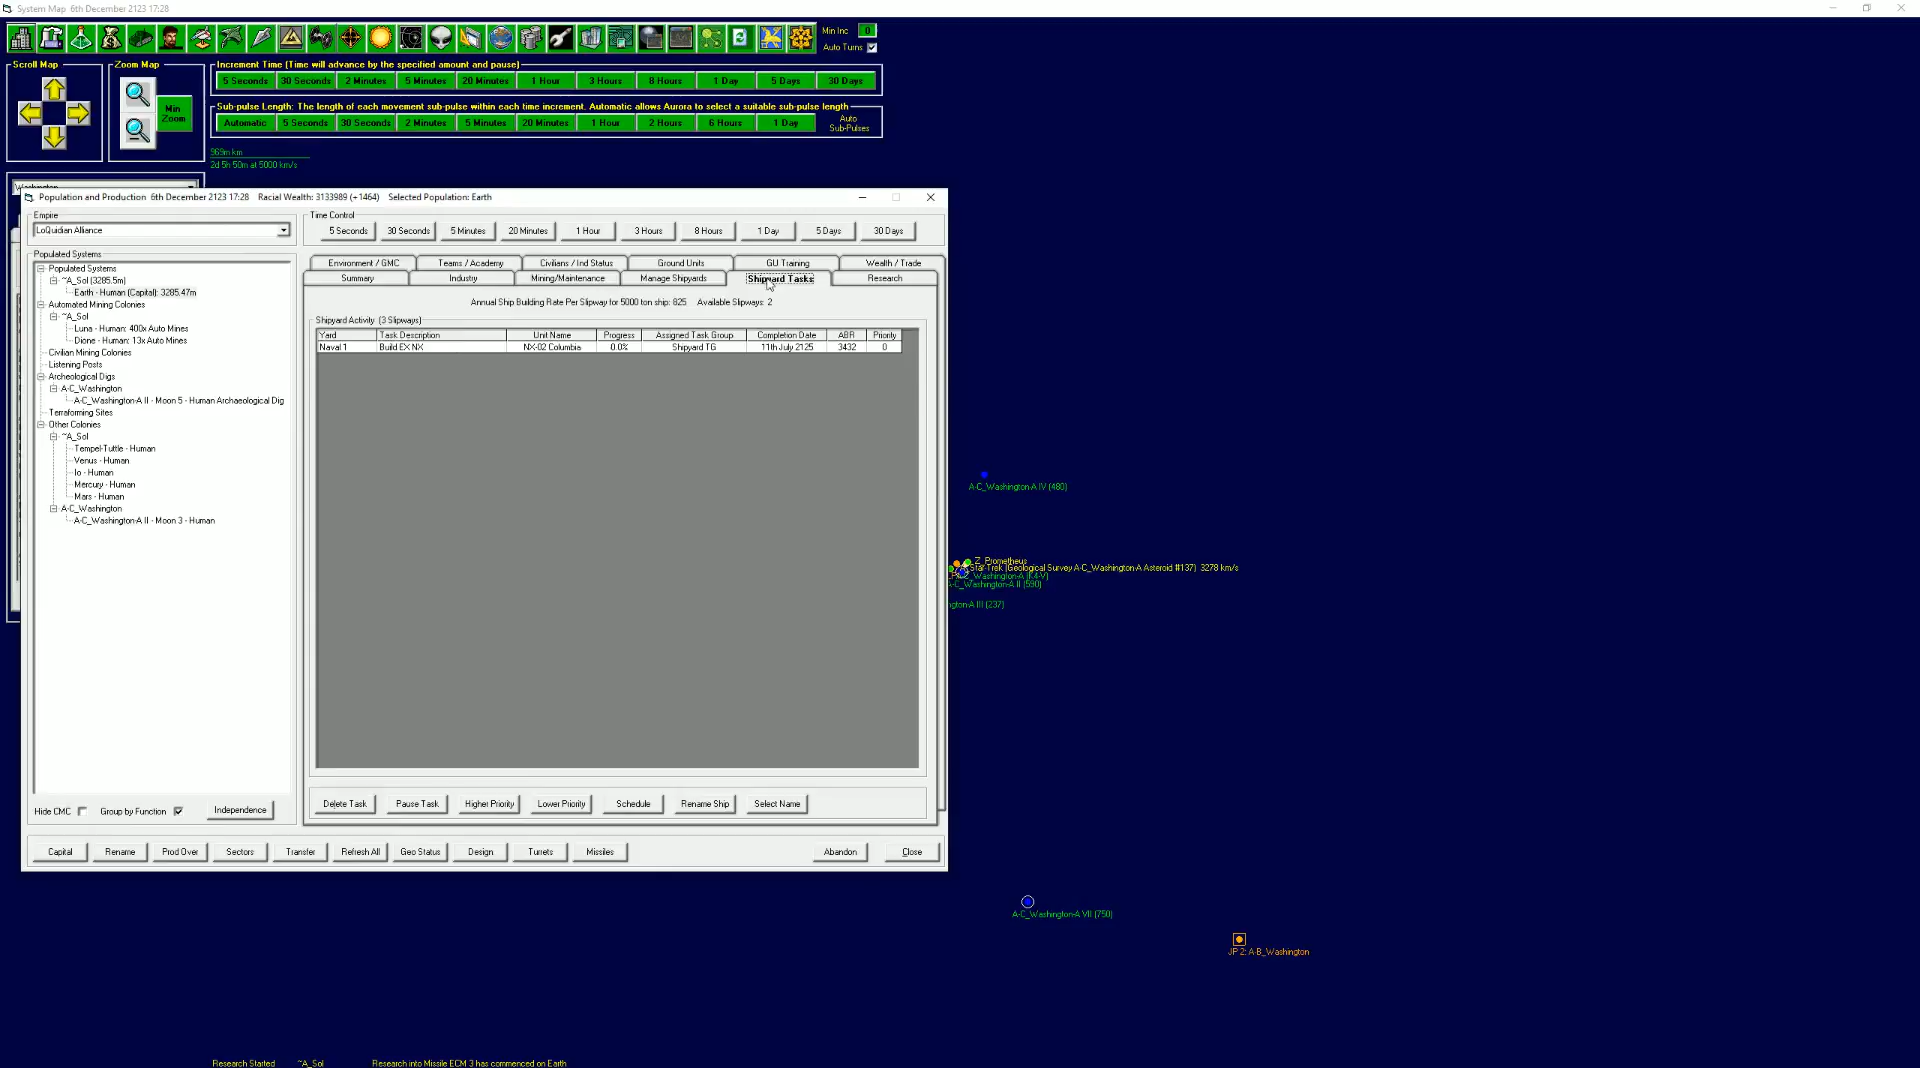 System Map 6th December 2123 17:28
Min Inc 0
Auto Turns
Scroll Map
Zoom Map
Min Zoom
Increment Time (Time will advance by the specified amount and pause)
5 Seconds 30 Seconds 2 Minutes 5 Minutes 20 Minutes 1 Hour 3 Hours 8 Hours 1 Day 5 Days 30 Days
Sub-pulse Length: The length of each movement sub-pulse within each time increment. Automatic allows Aurora to select a suitable sub-pulse length
Automatic 5 Seconds 30 Seconds 2 Minutes 5 Minutes 20 Minutes 1 Hour 2 Hours 6 Hours 1 Day
Auto Sub-Pulses
969m km
2d 5h 50m at 5000 km/s
Washington
Population and Production 6th December 2123 17:28 Racial Wealth: 3133989 (+1464) Selected Population: Earth
Empire
LoQuidian Alliance
Time Control
5 Seconds 30 Seconds 5 Minutes 20 Minutes 1 Hour 3 Hours 8 Hours 1 Day 5 Days 30 Days
Populated Systems
Populated Systems
~A_Sol (3285.5m)
Earth - Human (Capital): 3285.47m
Automated Mining Colonies
~A_Sol
Luna - Human: 400x Auto Mines
Dione - Human: 13x Auto Mines
Civilian Mining Colonies
Listening Posts
Archeological Digs
A-C_Washington
A-C_Washington-A II - Moon 5 - Human Archaeological Dig
Terraforming Sites
Other Colonies
~A_Sol
Tempel-Tuttle - Human
Venus - Human
Io - Human
Mercury - Human
Mars - Human
A-C_Washington
A-C_Washington-A II - Moon 3 - Human
Hide CMC
Group by Function
Independence
Environment / GMC Teams / Academy Civilians / Ind Status Ground Units GU Training Wealth / Trade
Summary Industry Mining/Maintenance Manage Shipyards Shipyard Tasks Research
Annual Ship Building Rate Per Slipway for 5000 ton ship: 825 Available Slipways: 2
Shipyard Activity (3 Slipways)
Yard Task Description Unit Name Progress Assigned Task Group Completion Date ABR Priority
Naval 1 Build EX NX NX-02 Columbia 0.0% Shipyard TG 11th July 2125 3432 0
Delete Task Pause Task Higher Priority Lower Priority Schedule Rename Ship Select Name
Capital Rename Prod Over Sectors Transfer Refresh All Geo Status Design Turrets Missiles Abandon Close
A-C_Washington-A IV (480)
Z_Prometheus
Star-Trek (Geological Survey A-C_Washington-A Asteroid #137) 3278 km/s
Washington-A (K4-V)
A-C_Washington-A II (590)
ngton-A III (237)
A-C_Washington-A VII (750)
JP 2: A-B_Washington
Research Started ~A_Sol Research into Missile ECM 3 has commenced on Earth